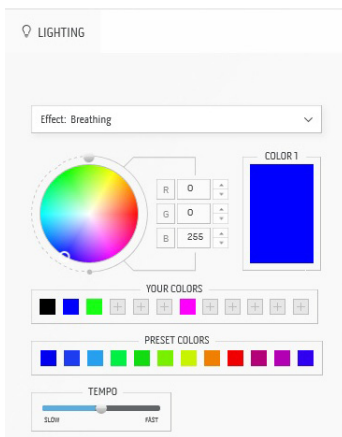 LIGHTING
Effect: Breathing
COLOR 1
R 0
G 0
B 255
YOUR COLORS
PRESET COLORS
TEMPO
SLOW FAST